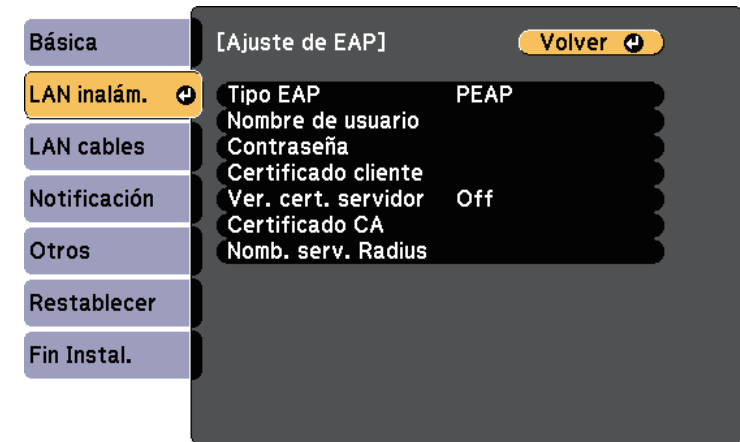 Básica
LAN inalám.
LAN cables
Notificación
Otros
Restablecer
Fin Instal.
[Ajuste de EAP]
Volver
Tipo EAP PEAP
Nombre de usuario
Contraseña
Certificado cliente
Ver. cert. servidor Off
Certificado CA
Nomb. serv. Radius